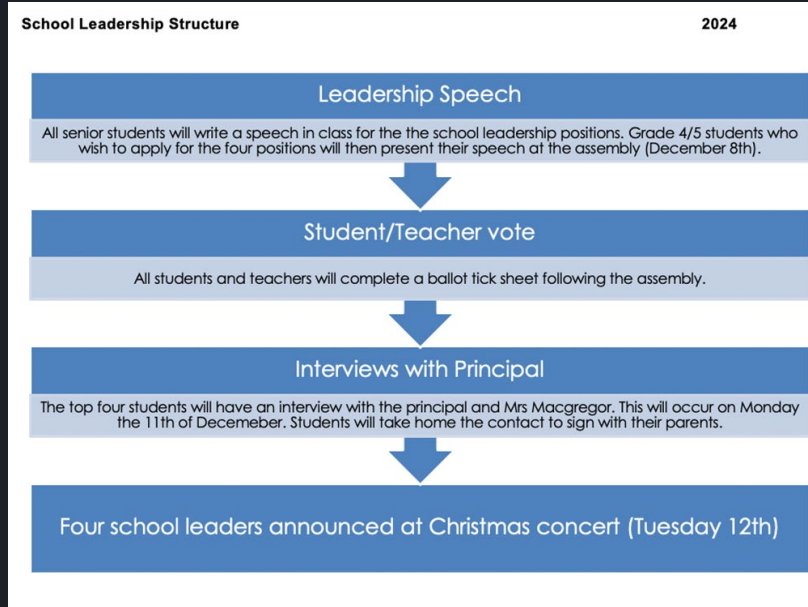 School Leadership Structure 2024
Leadership Speech
All senior students will write a speech in class for the the school leadership positions. Grade 4/5 students who
wish to apply for the four positions will then present their speech at the assembly (December 8th).
Student/Teacher vote
All students and teachers will complete a ballot tick sheet following the assembly.
Interviews with Principal
The top four students will have an interview with the principal and Mrs Macgregor. This will occur on Monday
the 11th of Decemeber. Students will take home the contact to sign with their parents.
Four school leaders announced at Christmas concert (Tuesday 12th)